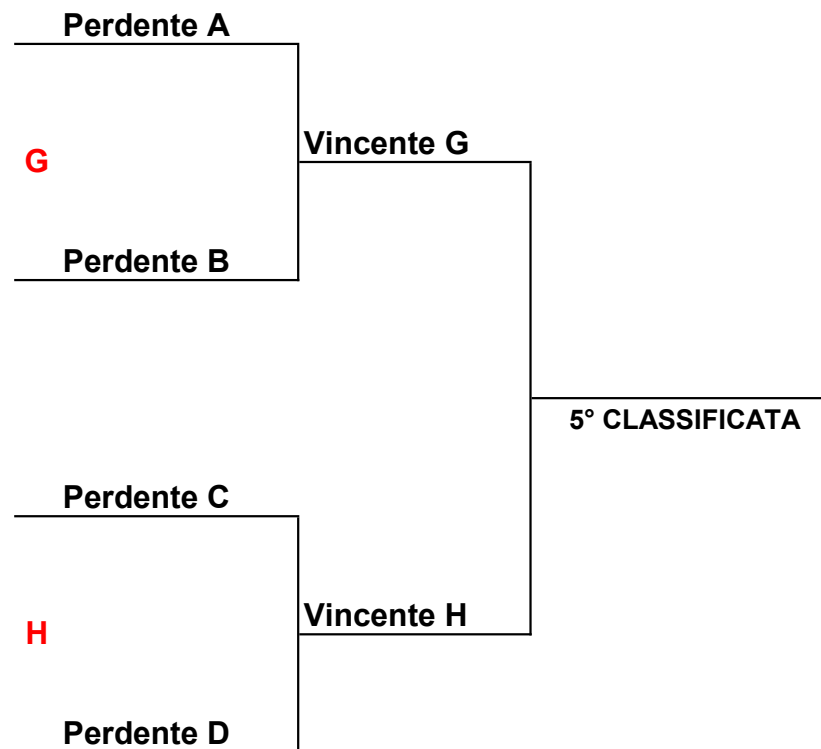 Perdente A
Vincente G
G
Perdente B
5° CLASSIFICATA
Perdente C
Vincente H
H
Perdente D